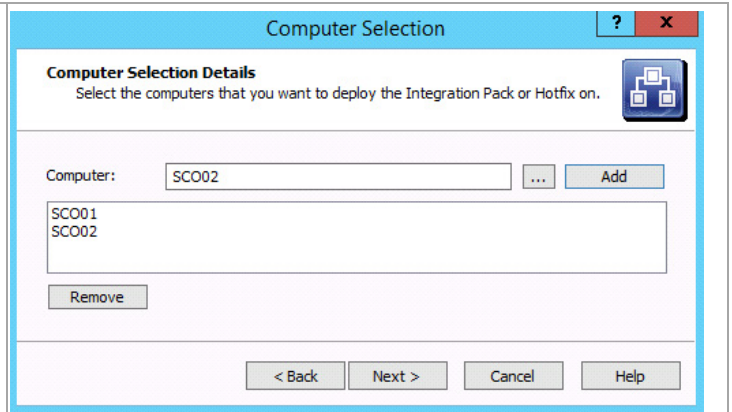 Computer Selection
? x
Computer Selection Details
Select the computers that you want to deploy the Integration Pack or Hotfix on.
Computer: SCO02 ... Add
SCO01
SCO02
Remove
< Back Next > Cancel Help